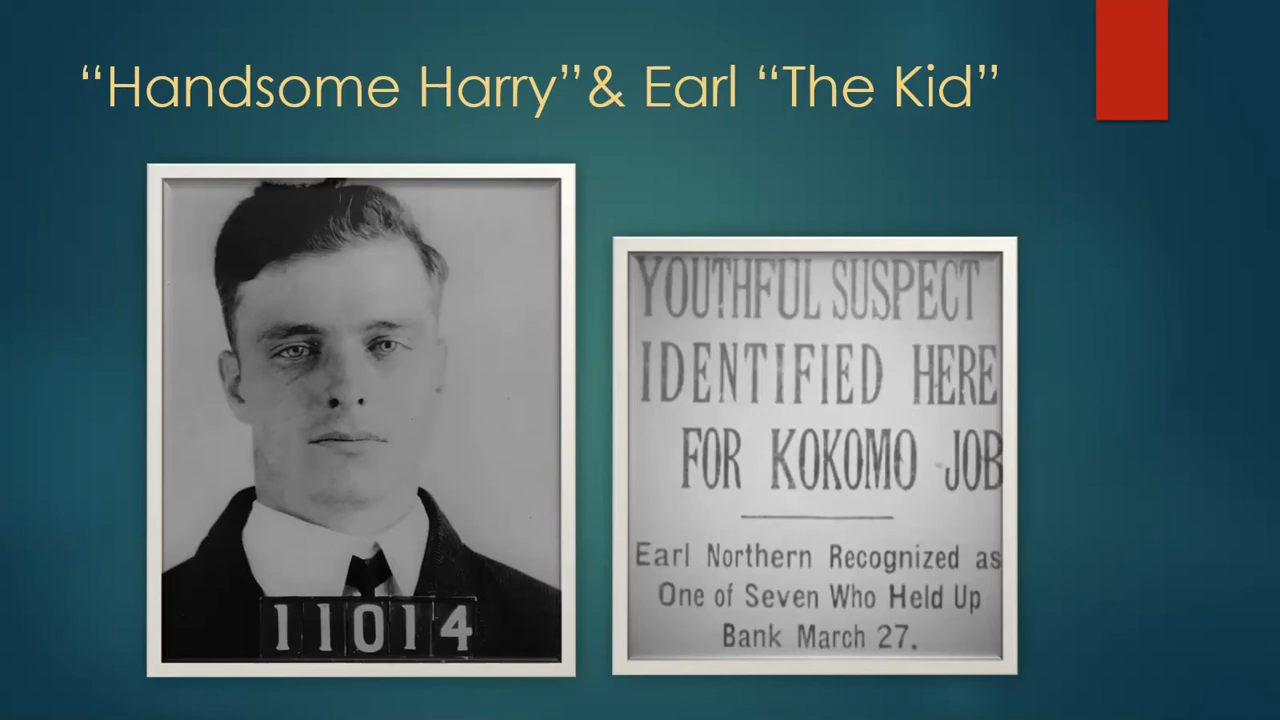 “Handsome Harry”& Earl “The Kid”
11014
YOUTHFUL SUSPECT
IDENTIFIED HERE
FOR KOKOMO JOB
Earl Northern Recognized as
One of Seven Who Held Up
Bank March 27.